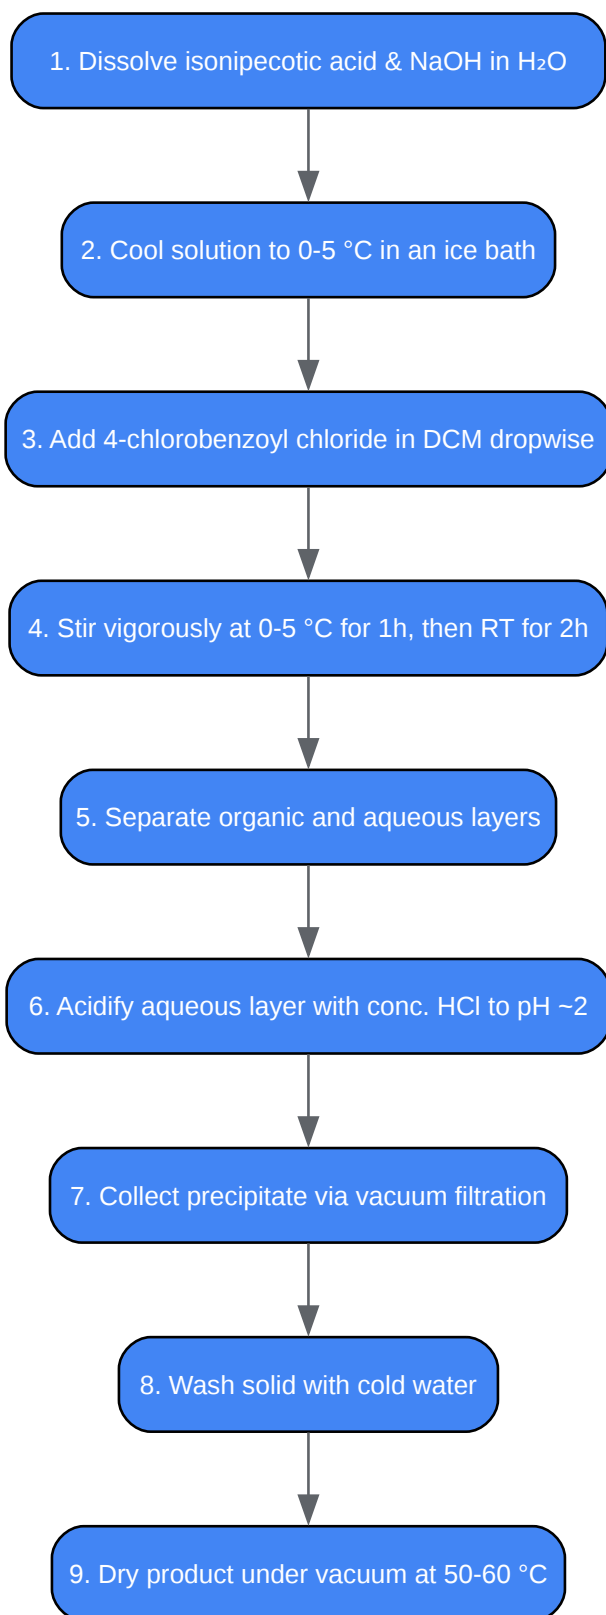 1. Dissolve isonipecotic acid & NaOH in H₂O
2. Cool solution to 0-5 °C in an ice bath
3. Add 4-chlorobenzoyl chloride in DCM dropwise
4. Stir vigorously at 0-5 °C for 1h, then RT for 2h
5. Separate organic and aqueous layers
6. Acidify aqueous layer with conc. HCl to pH ~2
7. Collect precipitate via vacuum filtration
8. Wash solid with cold water
9. Dry product under vacuum at 50-60 °C